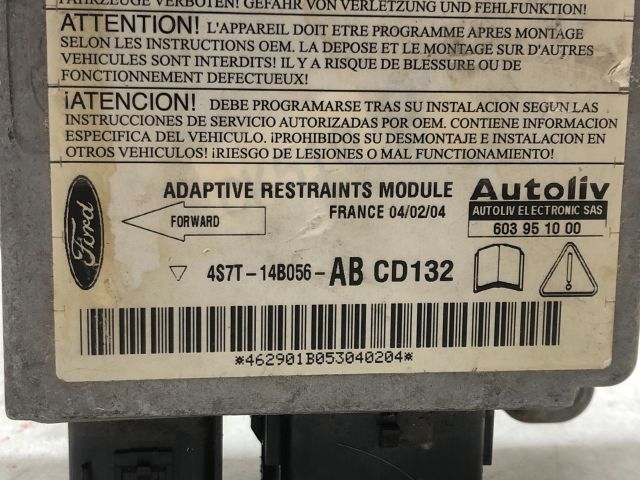 FAHRZEUGE VERBOTEN! GEFAHR VON VERLETZUNG UND FEHLFUNKTION!
ATTENTION! L'APPAREIL DOIT ETRE PROGRAMME APRES MONTAGE
SELON LES INSTRUCTIONS OEM. LA DEPOSE ET LE MONTAGE SUR D'AUTRES
VEHICULES SONT INTERDITS! IL Y A RISQUE DE BLESSURE OU DE
FONCTIONNEMENT DEFECTUEUX!
¡ATENCION! DEBE PROGRAMARSE TRAS SU INSTALACION SEGUN LAS
INSTRUCCIONES DE SERVICIO AUTORIZADAS POR OEM. CONTIENE INFORMACION
ESPECIFICA DEL VEHICULO. ¡PROHIBIDOS SU DESMONTAJE E INSTALACION EN
OTROS VEHICULOS! ¡RIESGO DE LESIONES O MAL FUNCTIONAMIENTO!
Ford
ADAPTIVE RESTRAINTS MODULE
FORWARD
FRANCE 04/02/04
Autoliv
AUTOLIV ELECTRONIC SAS
603 95 10 00
4S7T-14B056-AB CD132
*462901B053040204*